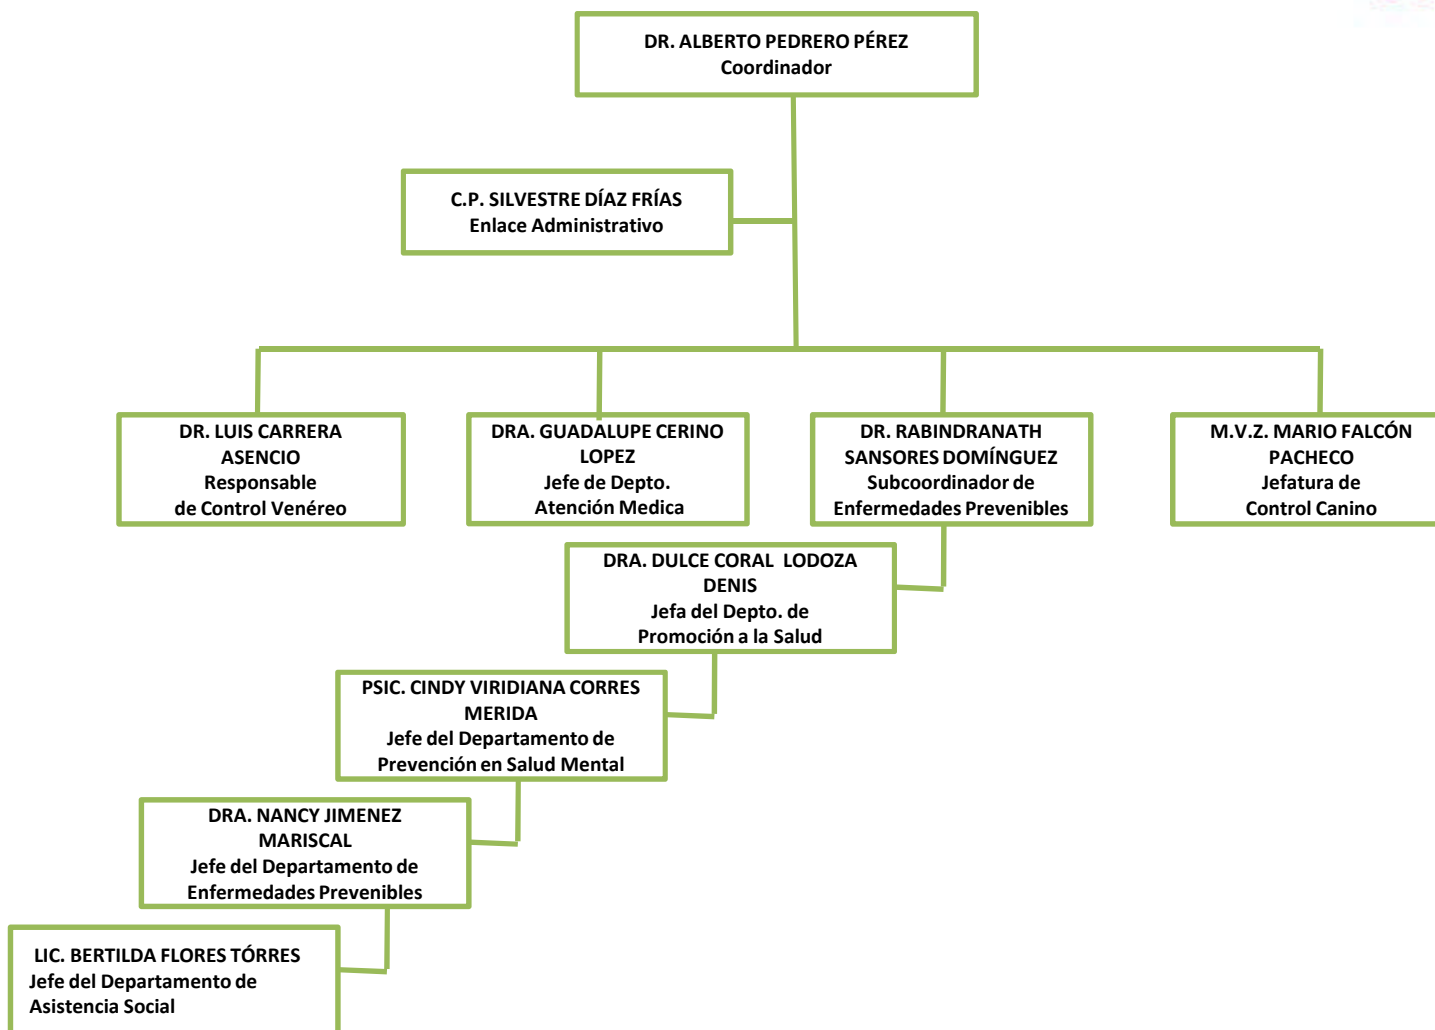 DR. ALBERTO PEDRERO PÉREZ
Coordinador
C.P. SILVESTRE DÍAZ FRÍAS
Enlace Administrativo
DR. LUIS CARRERA
ASENCIO
Responsable
de Control Venéreo
DRA. GUADALUPE CERINO
LOPEZ
Jefe de Depto.
Atención Medica
DR. RABINDRANATH
SANSORES DOMÍNGUEZ
Subcoordinador de
Enfermedades Prevenibles
M.V.Z. MARIO FALCÓN
PACHECO
Jefatura de
Control Canino
DRA. DULCE CORAL LODOZA
DENIS
Jefa del Depto. de
Promoción a la Salud
PSIC. CINDY VIRIDIANA CORRES
MERIDA
Jefe del Departamento de
Prevención en Salud Mental
DRA. NANCY JIMENEZ
MARISCAL
Jefe del Departamento de
Enfermedades Prevenibles
LIC. BERTILDA FLORES TÓRRES
Jefe del Departamento de
Asistencia Social